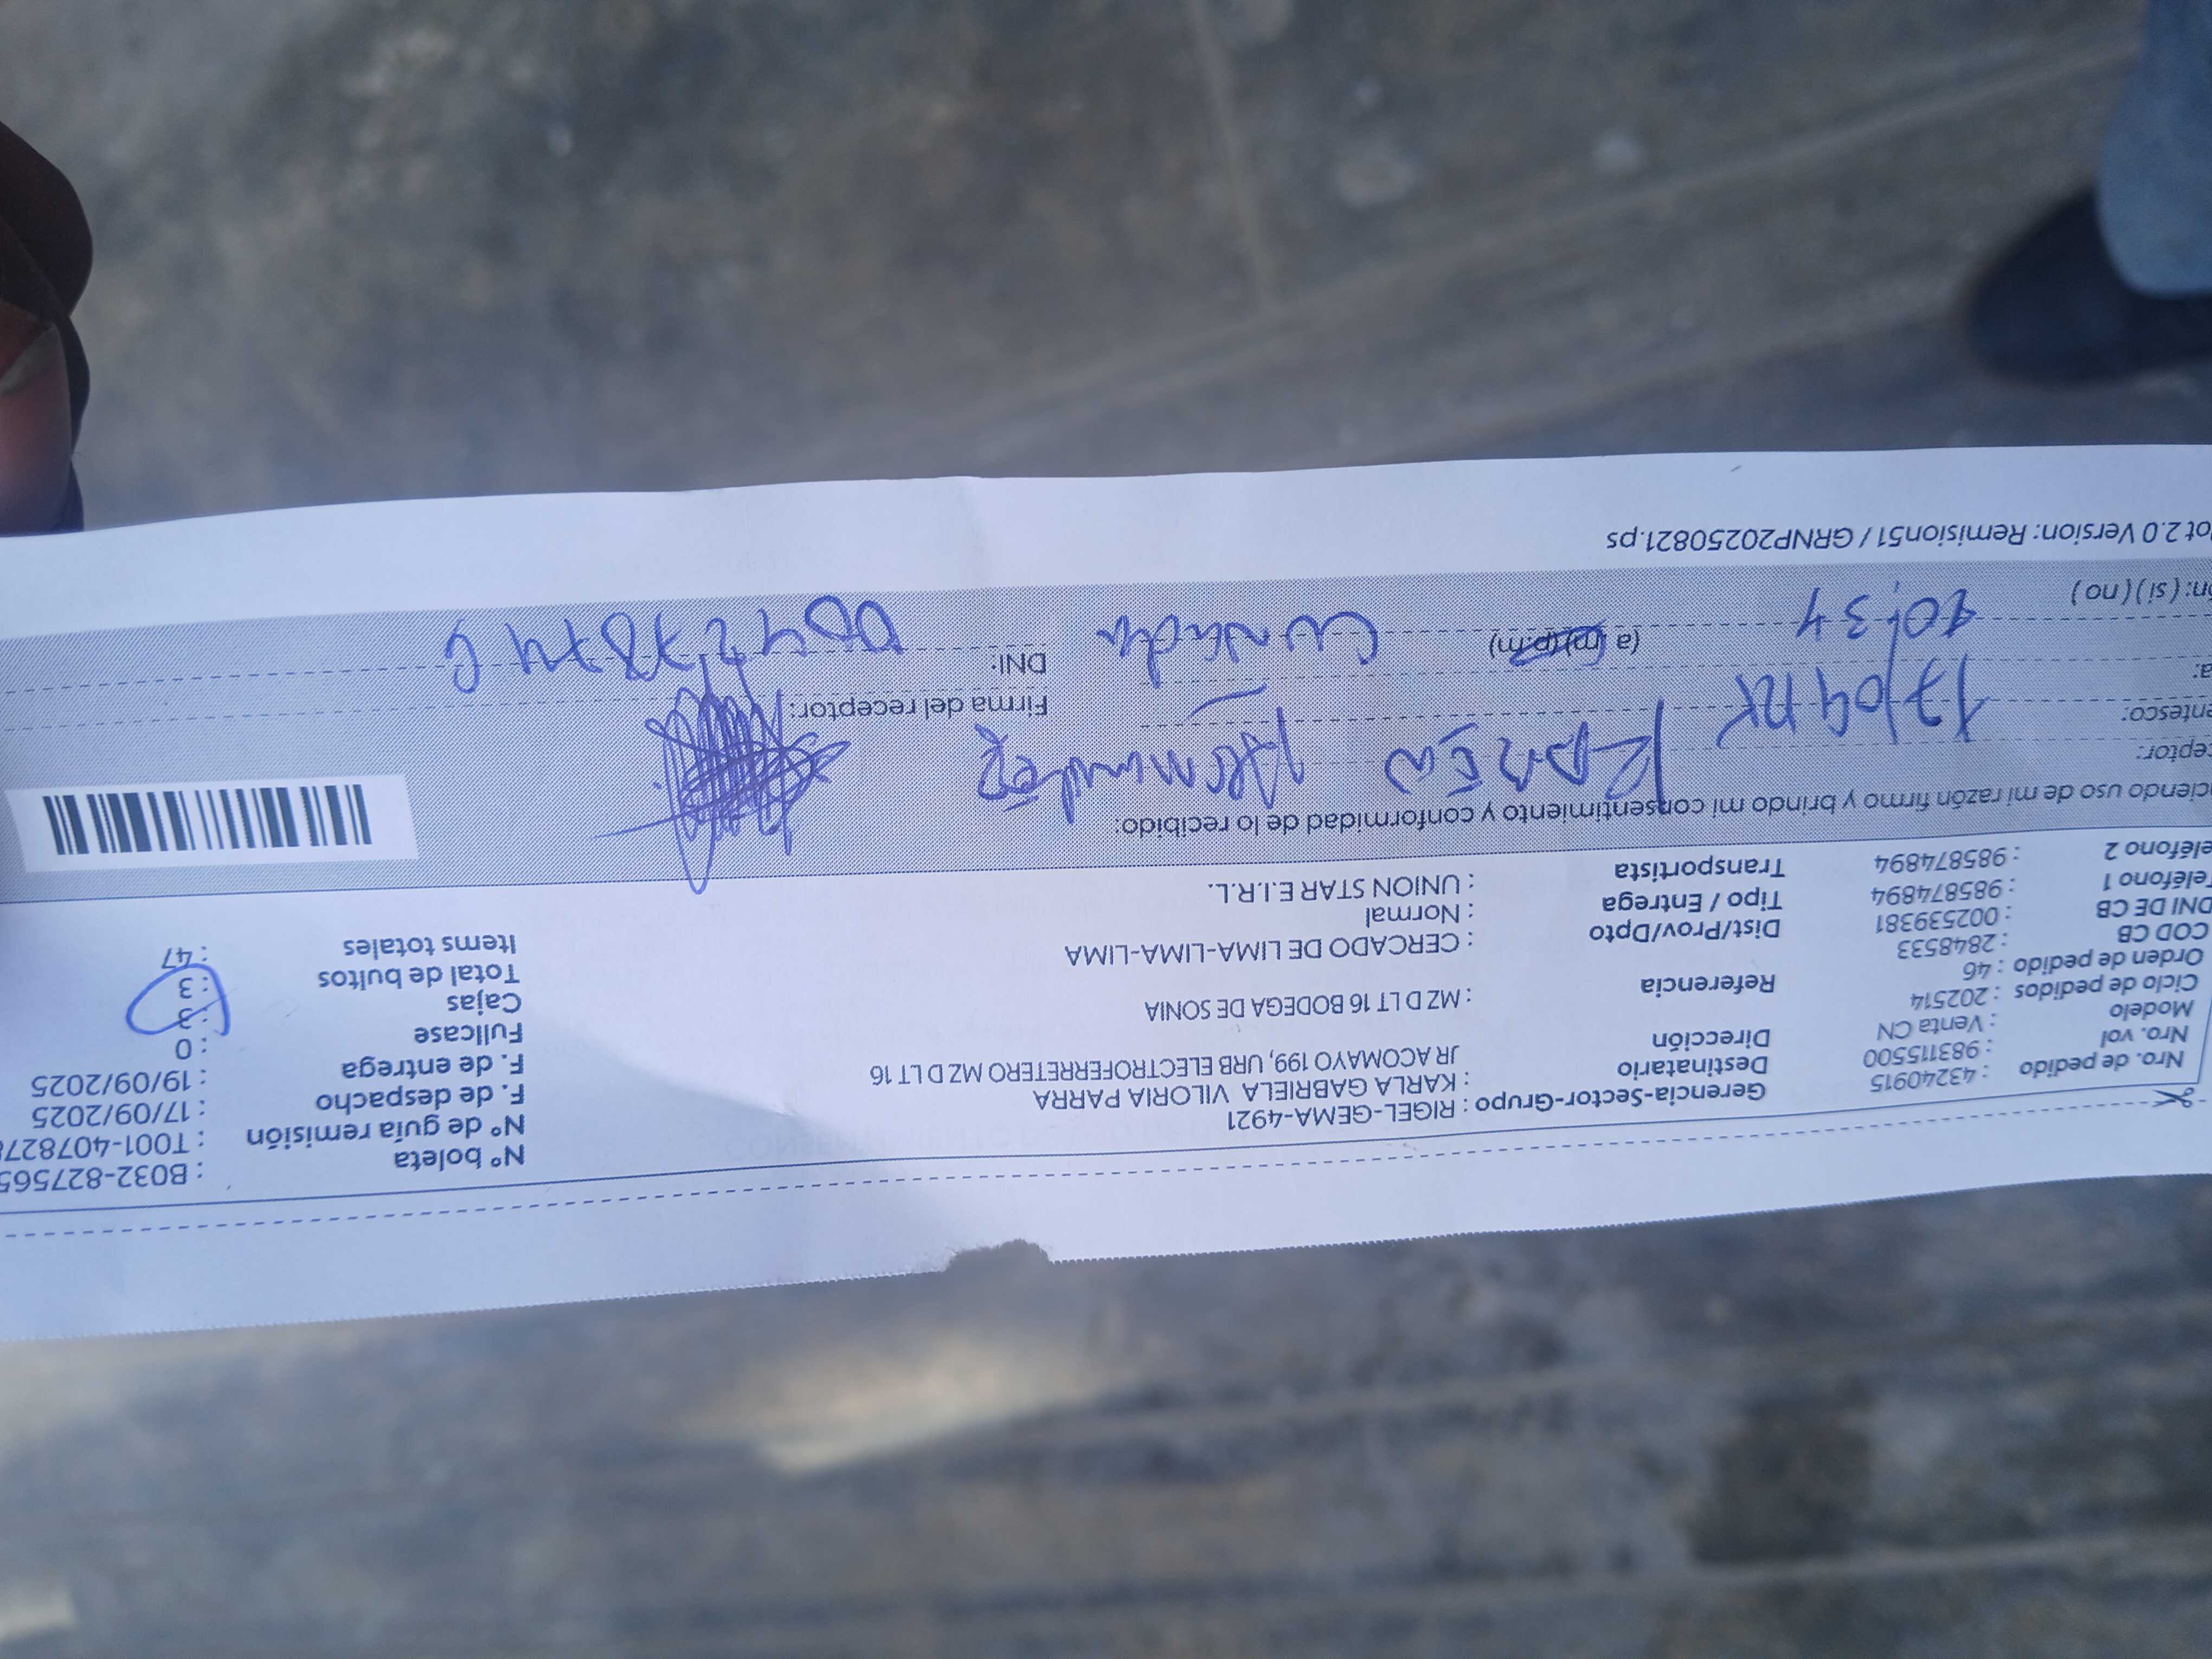 Nro. de pedido : 43240915 Gerencia-Sector-Grupo : RIGEL-GEMA-4921 N° boleta : B032-827565
Nro. vol : 983115500 Destinatario : KARLA GABRIELA VILORIA PARRA N° de guía remisión : T001-4078278
Modelo : Venta CN Dirección JR ACOMAYO 199, URB ELECTROFERRETERO MZ D LT 16 F. de despacho : 17/09/2025
Ciclo de pedidos : 202514 F. de entrega : 19/09/2025
Orden de pedido : 46 Referencia : MZ D LT 16 BODEGA DE SONIA Fullcase : 0
COD CB : 2848533 Cajas : 3
DNI DE CB : 002539381 Dist/Prov/Dpto : CERCADO DE LIMA-LIMA-LIMA Total de bultos : 3
Teléfono 1 : 985874894 Tipo / Entrega : Normal Items totales : 47
eléfono 2 : 985874894 Transportista : UNION STAR E.I.R.L.
ciendo uso de mi razón firmo y brindo mi consentimiento y conformidad de lo recibido:
ceptor:
entesco: Firma del receptor:
a: 10:34 (a m)(p.m) DNI:
n: ( si ) ( no )
ot 2.0 Version: Remision51 / GRNP20250821.ps